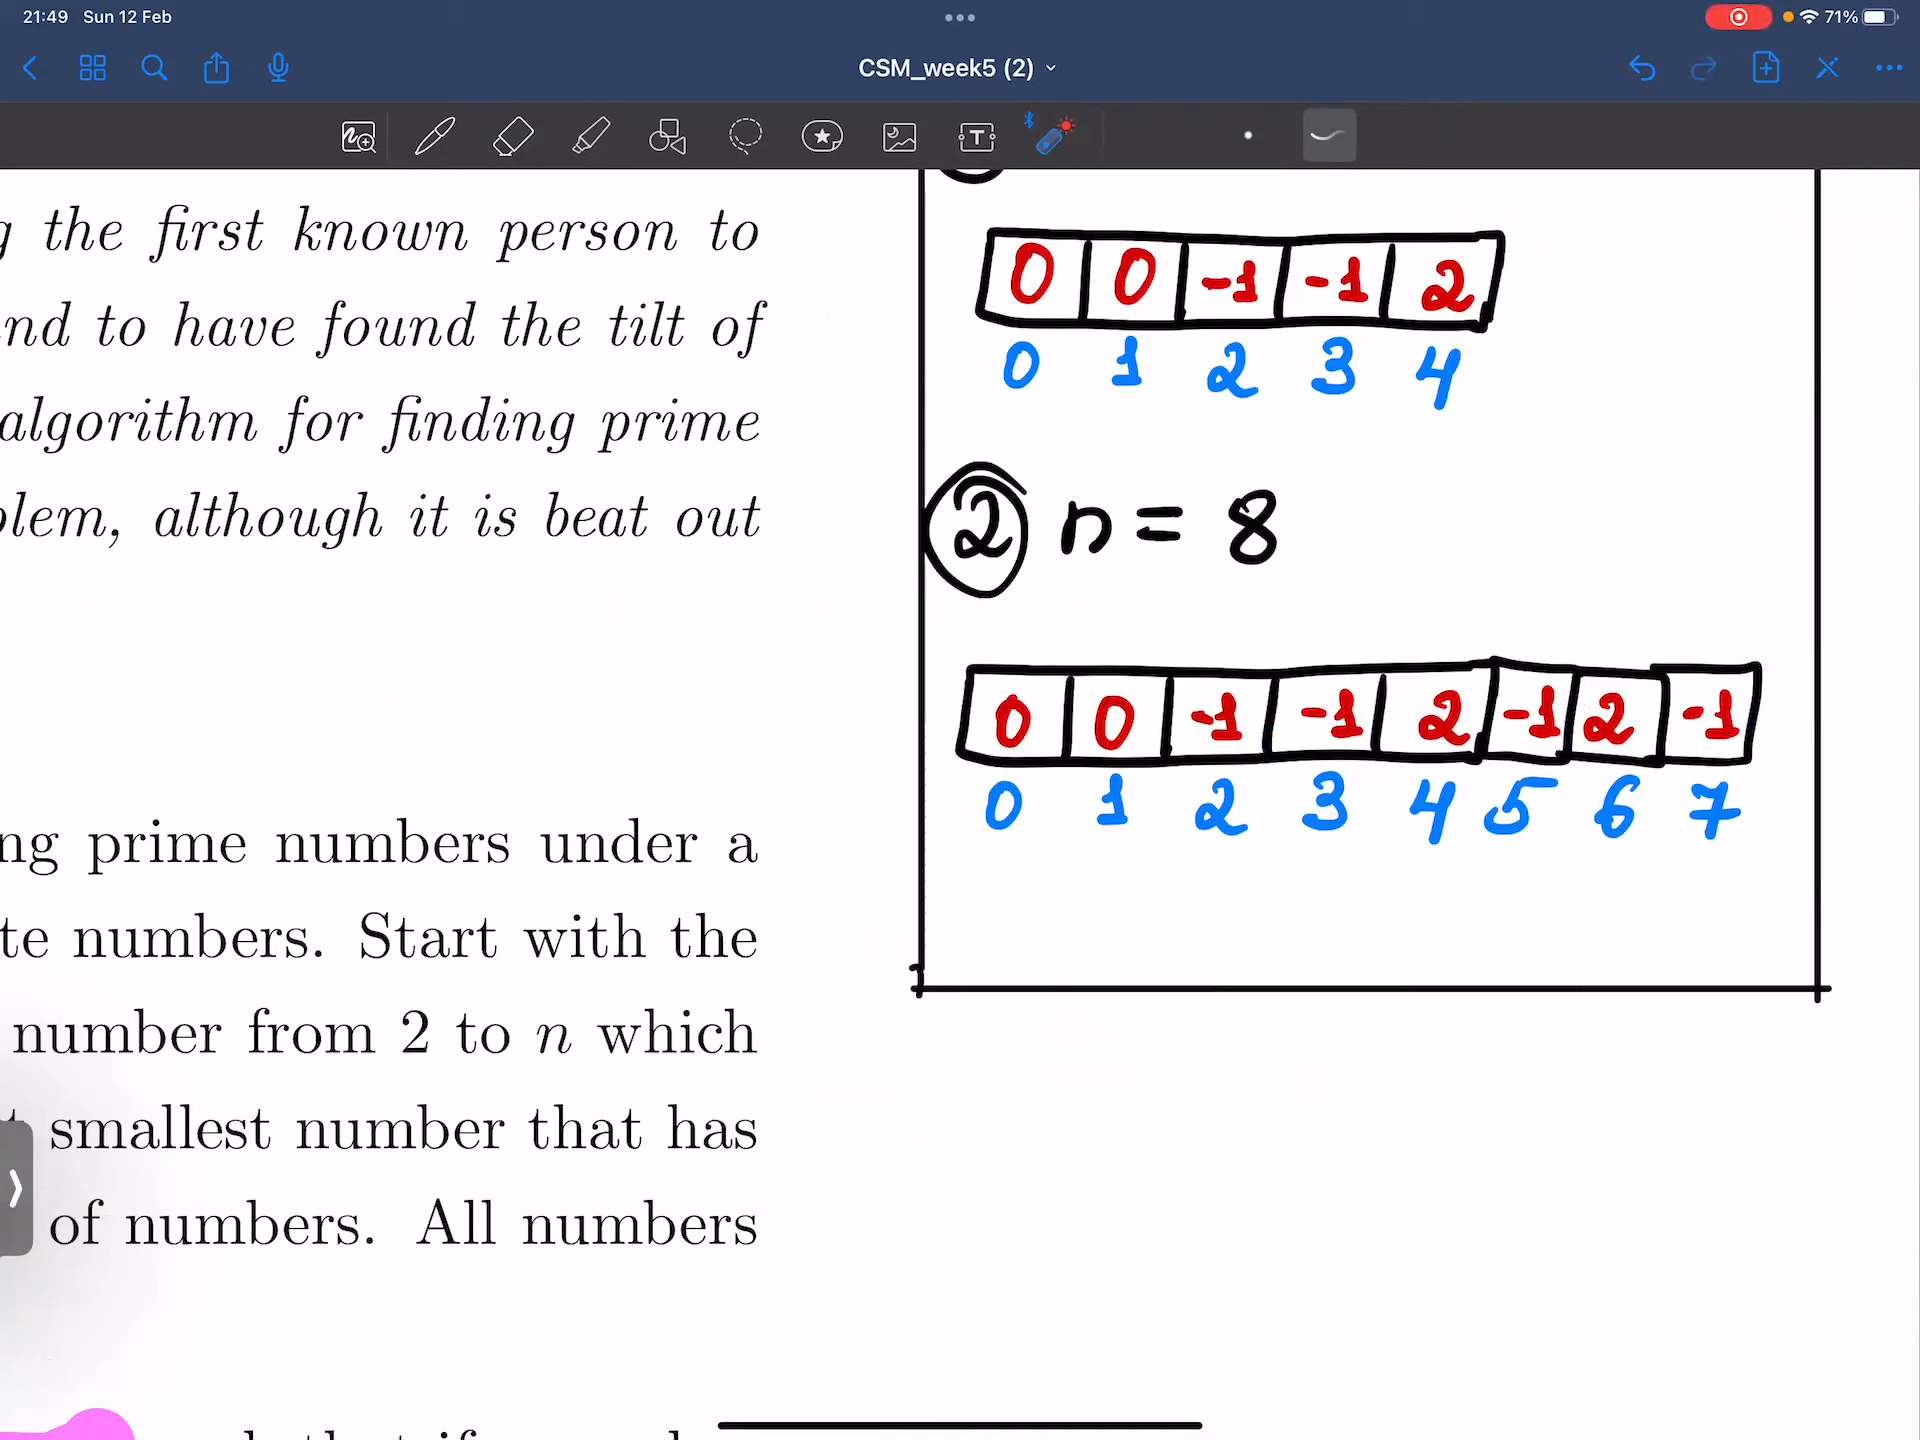 21:49 Sun 12 Feb
71%
CSM_week5 (2)
T
the first known person to
nd to have found the tilt of
algorithm for finding prime
blem, although it is beat out
ng prime numbers under a
te numbers. Start with the
number from 2 to n which
smallest number that has
of numbers. All numbers
0 0 -1 -1 2
0 1 2 3 4
2 n = 8
0 0 -1 -1 2 -1 2 -1
0 1 2 3 4 5 6 7